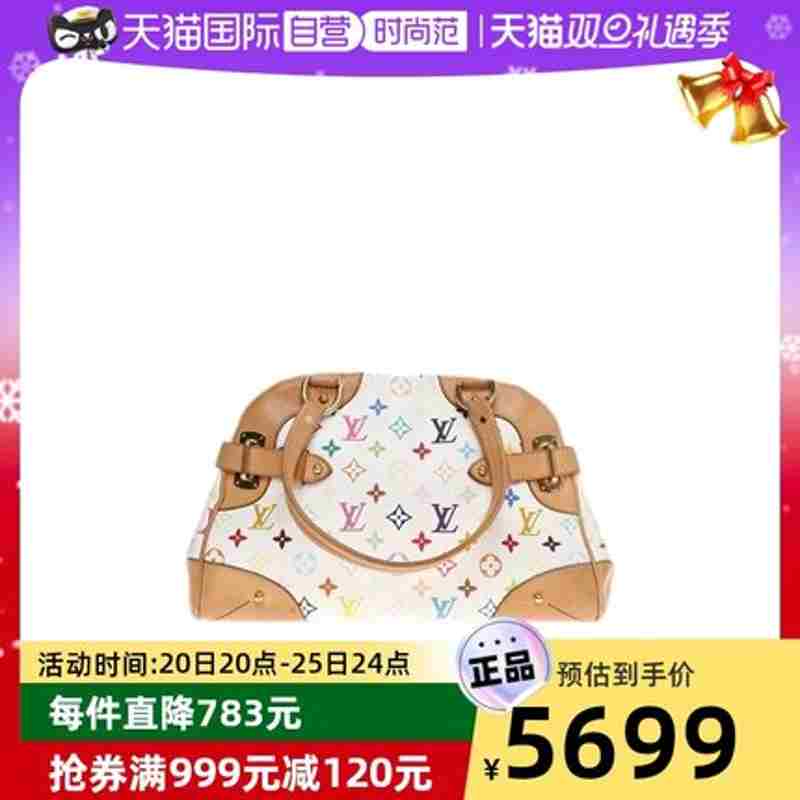 天猫国际 自营 时尚范 | 天猫双旦礼遇季
活动时间:20日20点-25日24点
每件直降783元
抢券满999元减120元
正品
预估到手价
¥5699